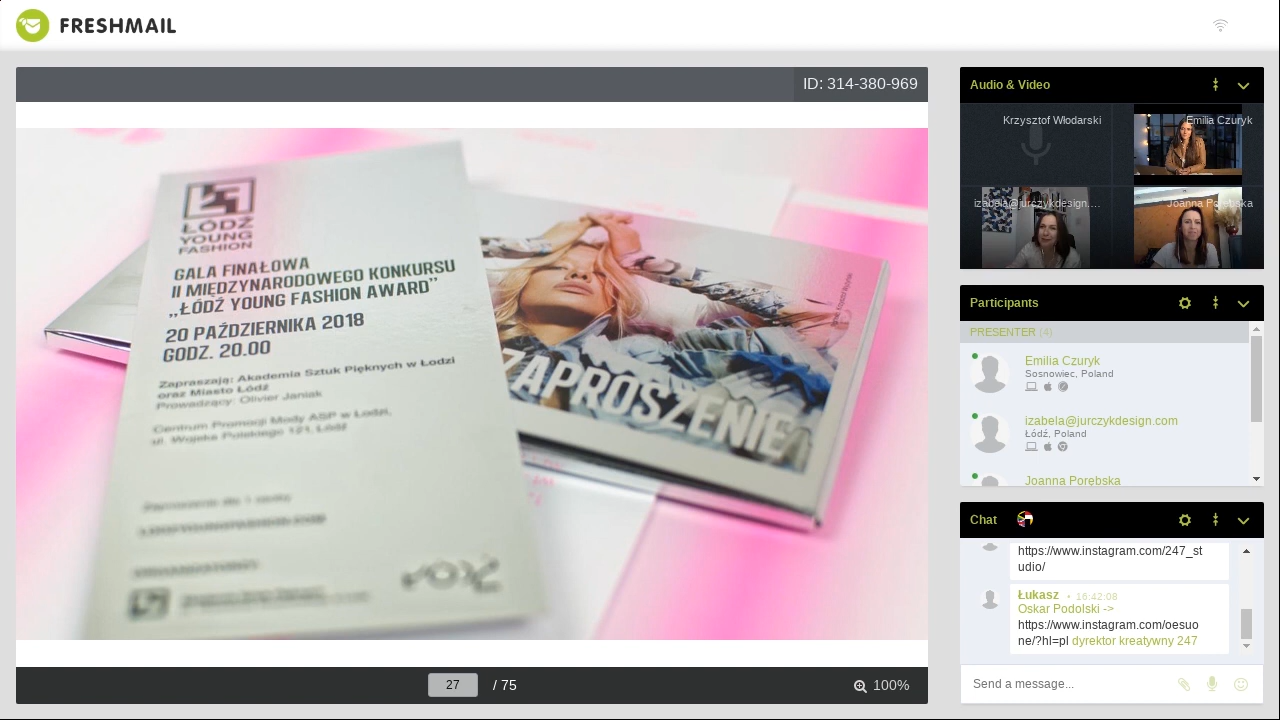 FRESHMAIL
ID: 314-380-969
ŁÓDŹ
YOUNG
FASHION
GALA FINAŁOWA
II MIĘDZYNARODOWEGO KONKURSU
„ŁÓDŹ YOUNG FASHION AWARD”
20 PAŹDZIERNIKA 2018
GODZ. 20.00
Zapraszają: Akademia Sztuk Pięknych w Łodzi
oraz Miasto Łódź
Prowadzący: Olivier Janiak
Centrum Promocji Mody ASP w Łodzi,
ul. Wojska Polskiego 121, Łódź
Zaproszenie dla 1 osoby
ZAPROSZENIE
27 / 75
100%
Audio & Video
Krzysztof Włodarski
Emilia Czuryk
izabela@jurczykdesign....
Joanna Porębska
Participants
PRESENTER (4)
Emilia Czuryk
Sosnowiec, Poland
izabela@jurczykdesign.com
Łódź, Poland
Joanna Porębska
Chat
https://www.instagram.com/247_st
udio/
Łukasz • 16:42:08
Oskar Podolski ->
https://www.instagram.com/oesuo
ne/?hl=pl dyrektor kreatywny 247
Send a message...